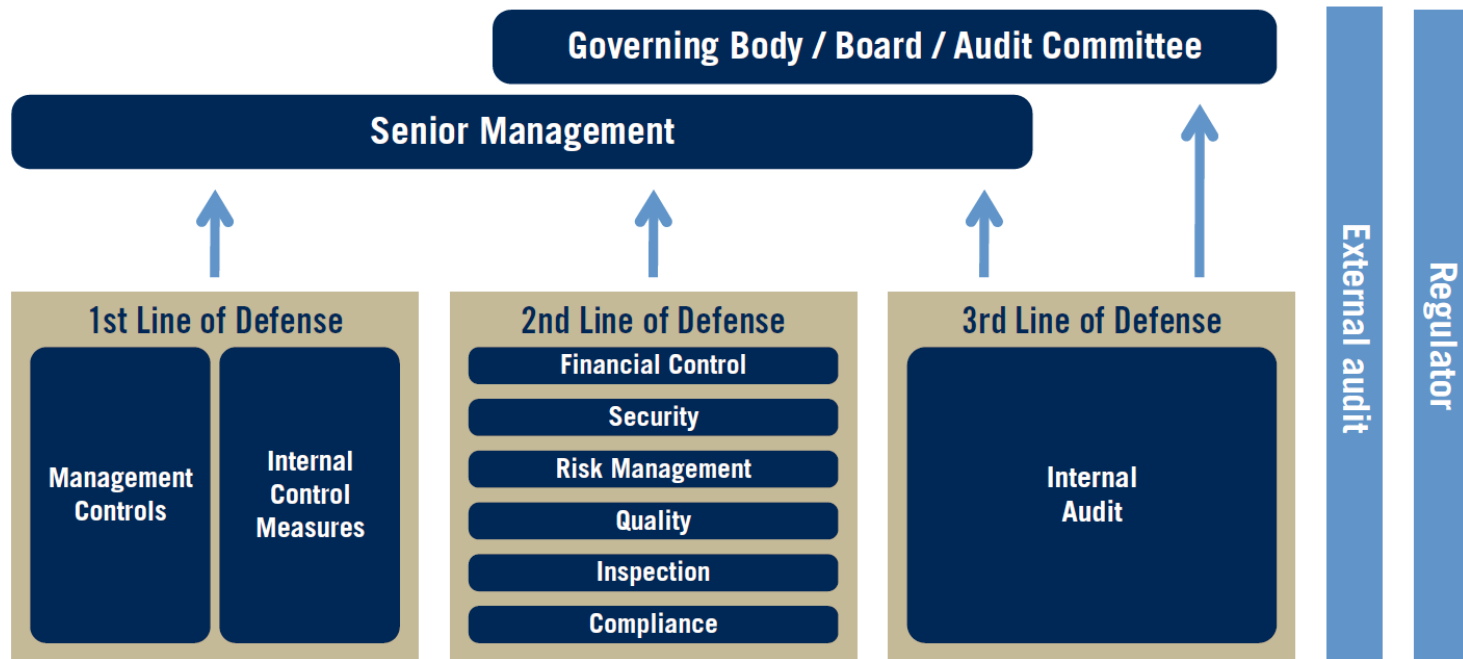 Governing Body / Board / Audit Committee
Senior Management
1st Line of Defense
Management
Controls
Internal
Control
Measures
2nd Line of Defense
Financial Control
Security
Risk Management
Quality
Inspection
Compliance
3rd Line of Defense
Internal
Audit
External audit
Regulator